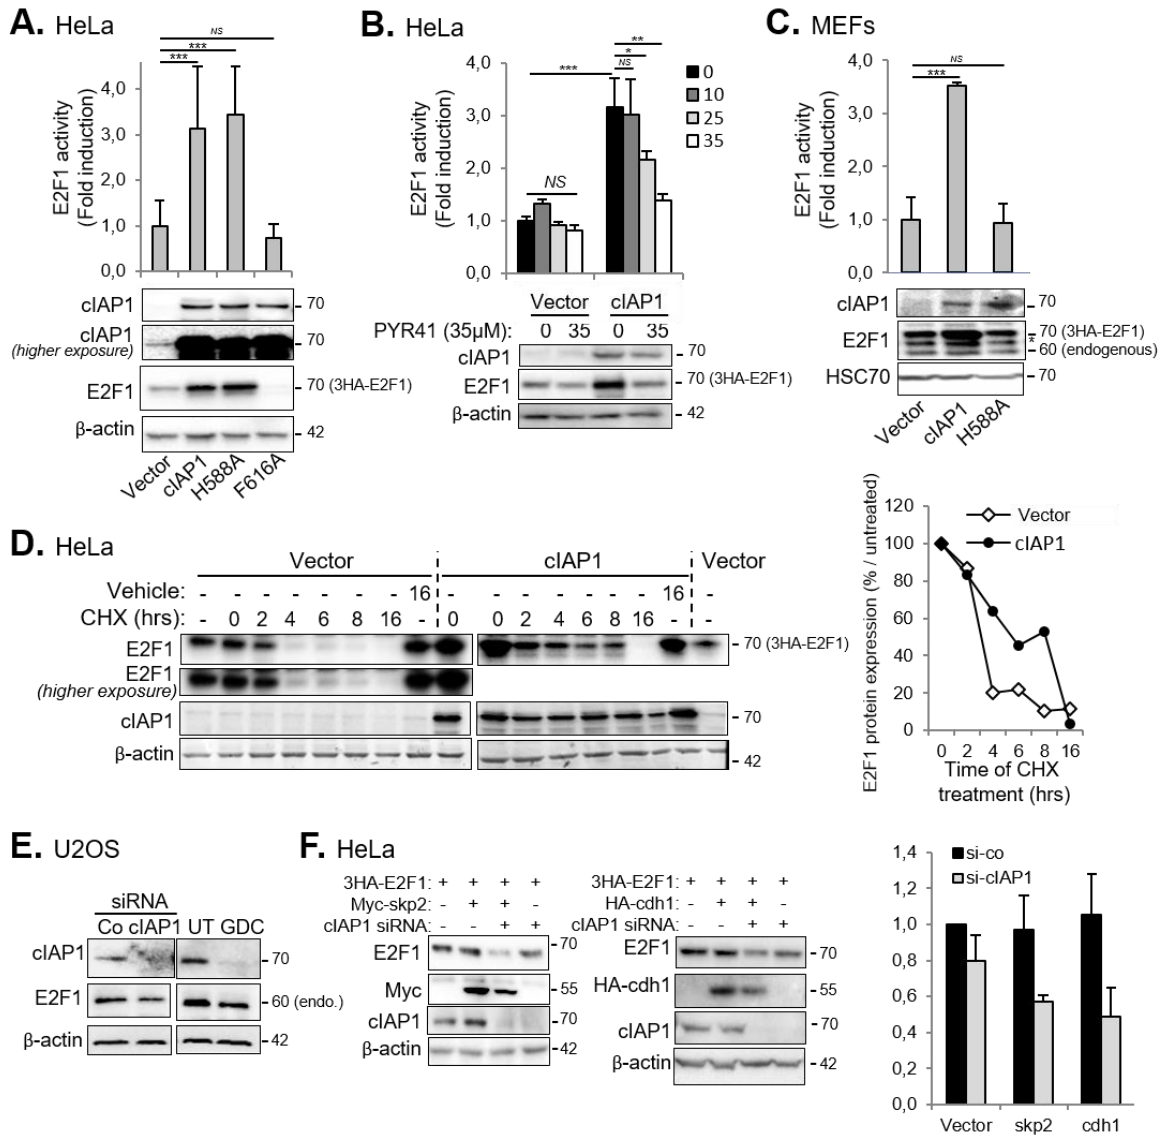 A. HeLa
NS
***
***
E2F1 activity
(Fold induction)
4,0
3,0
2,0
1,0
0,0
cIAP1
70
cIAP1
(higher exposure)
70
E2F1
70 (3HA-E2F1)
β-actin
42
Vector
cIAP1
H588A
F616A
B. HeLa
**
*
NS
***
NS
E2F1 activity
(Fold induction)
4,0
3,0
2,0
1,0
0,0
0
10
25
35
Vector cIAP1
PYR41 (35µM): 0 35 0 35
cIAP1
70
E2F1
70 (3HA-E2F1)
β-actin
42
C. MEFs
NS
***
E2F1 activity
(Fold induction)
4,0
3,0
2,0
1,0
0,0
cIAP1
70
E2F1
70 (3HA-E2F1)
*
60 (endogenous)
HSC70
70
Vector
cIAP1
H588A
D. HeLa
Vector cIAP1 Vector
Vehicle: - - - - - - - 16 - - - - - - - 16 -
CHX (hrs): - 0 2 4 6 8 16 - 0 0 2 4 6 8 16 - -
E2F1
70 (3HA-E2F1)
E2F1
(higher exposure)
cIAP1
70
β-actin
42
E2F1 protein expression (% / untreated)
120
100
80
60
40
20
0
Vector
cIAP1
0 2 4 6 8 16
Time of CHX
treatment (hrs)
E. U2OS
siRNA
Co cIAP1 UT GDC
cIAP1
70
E2F1
60 (endo.)
β-actin
42
F. HeLa
3HA-E2F1: + + + +
Myc-skp2: - + + -
cIAP1 siRNA: - - + +
E2F1
70
Myc
55
cIAP1
70
β-actin
42
3HA-E2F1: + + + +
HA-cdh1: - + + -
cIAP1 siRNA: - - + +
E2F1
70
HA-cdh1
55
cIAP1
70
β-actin
42
1,4
1,2
1,0
0,8
0,6
0,4
0,2
0,0
si-co
si-cIAP1
Vector skp2 cdh1